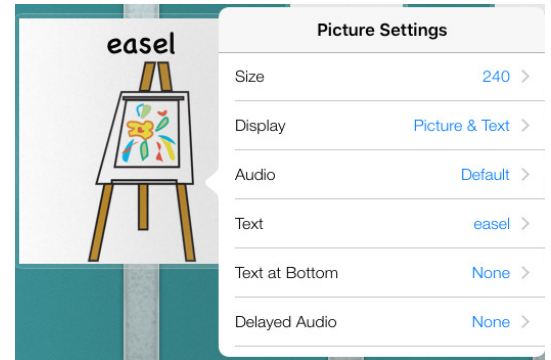 easel
Picture Settings
Size 240 >
Display Picture & Text >
Audio Default >
Text easel >
Text at Bottom None >
Delayed Audio None >